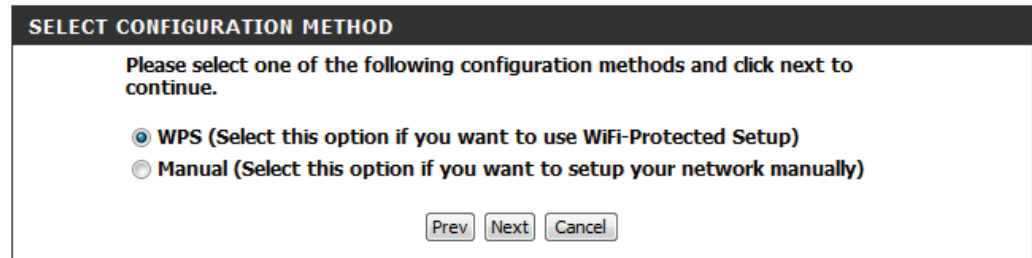 SELECT CONFIGURATION METHOD
Please select one of the following configuration methods and click next to
continue.
WPS (Select this option if you want to use WiFi-Protected Setup)
Manual (Select this option if you want to setup your network manually)
Prev Next Cancel